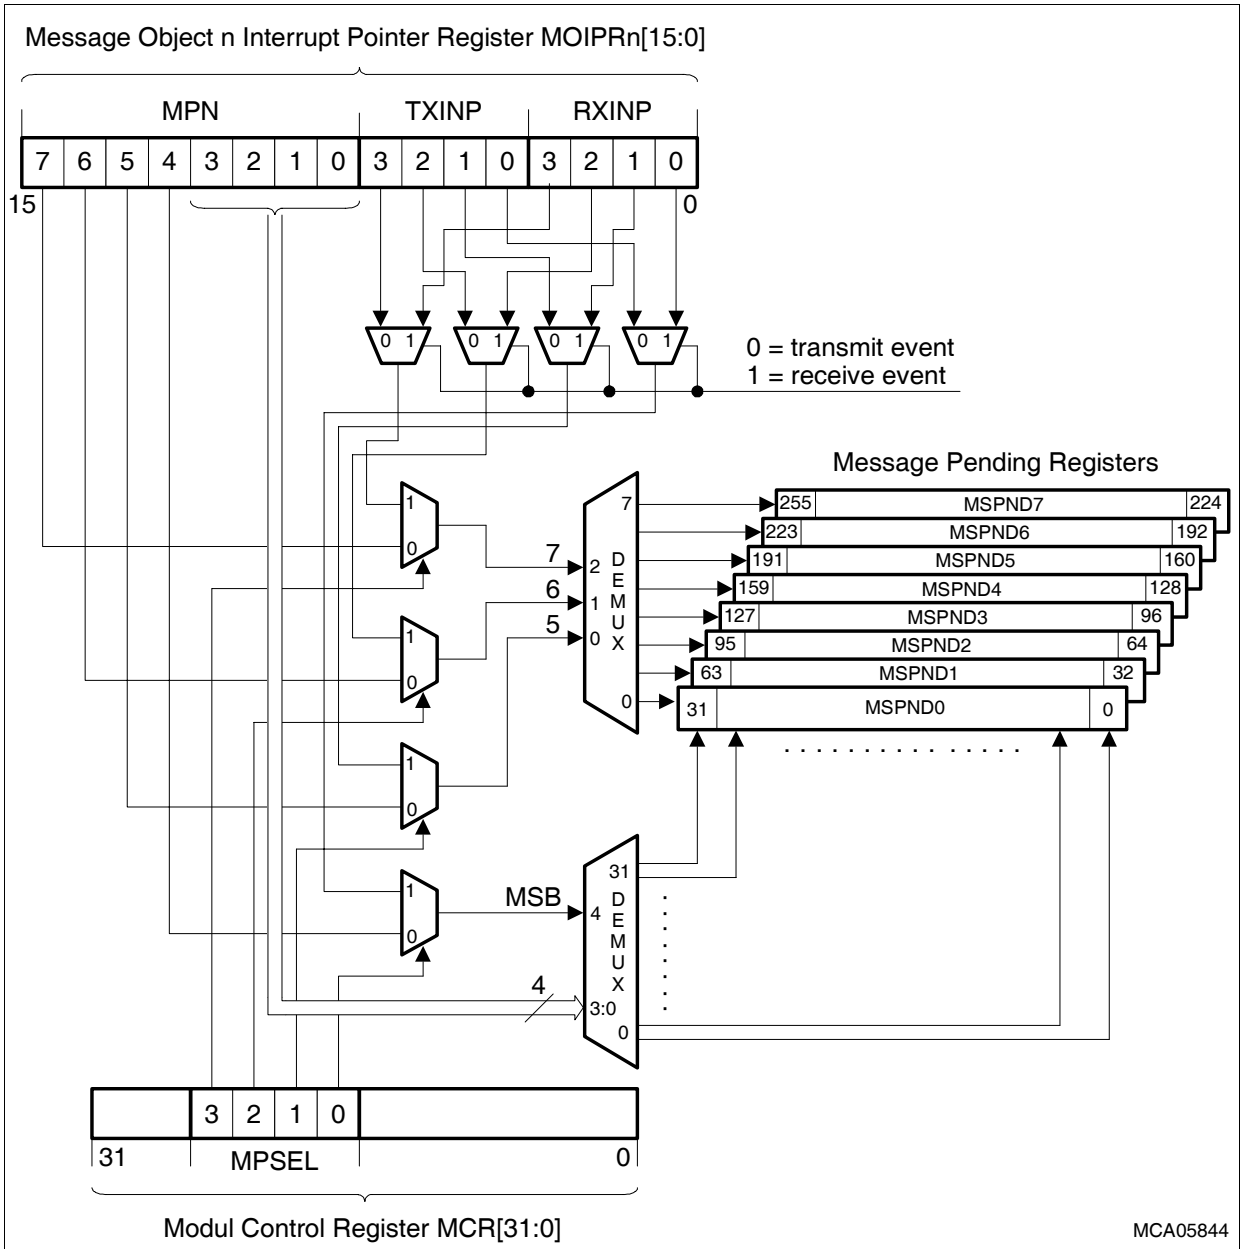 Message Object n Interrupt Pointer Register MOIPRn[15:0]
MPN TXINP RXINP
7 6 5 4 3 2 1 0 3 2 1 0 3 2 1 0
15 0
0 1 0 1 0 1 0 1
0 = transmit event
1 = receive event
Message Pending Registers
255 MSPND7 224
223 MSPND6 192
191 MSPND5 160
159 MSPND4 128
127 MSPND3 96
95 MSPND2 64
63 MSPND1 32
31 MSPND0 0
. . . . . . . . . . . . . . .
1
0
1
0
1
0
1
0
7
6
5
MSB
4
7
2
1
0
DEMUX
0
31
4
DEMUX
3:0
0
3 2 1 0
31 MPSEL 0
Modul Control Register MCR[31:0]
MCA05844